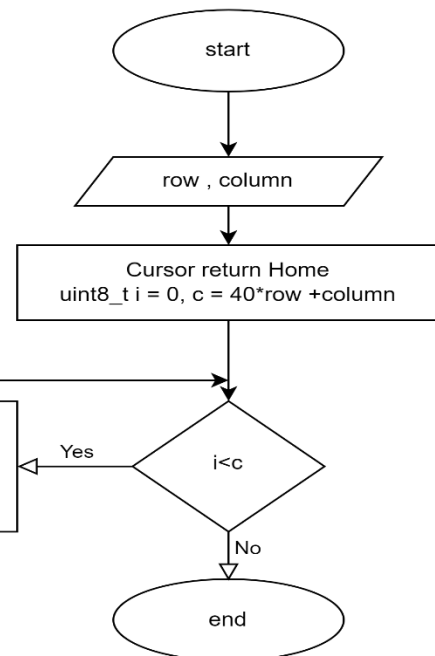 start
row , column
Cursor return Home
uint8_t i = 0, c = 40*row +column
Yes
i<c
No
end